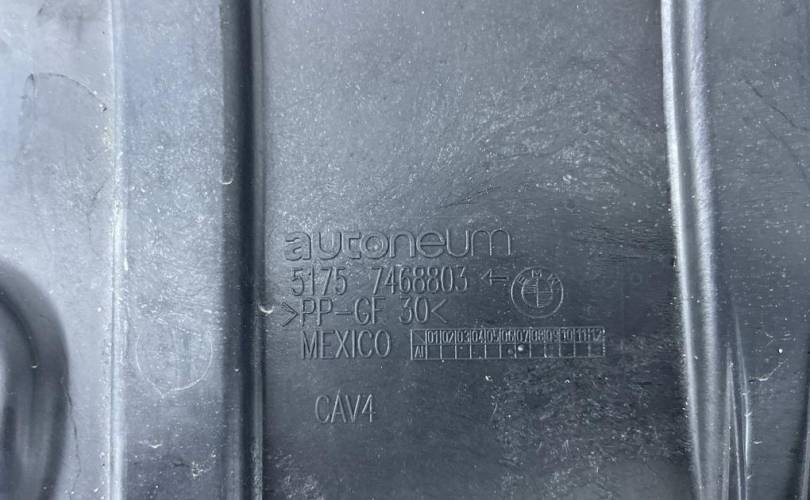 autoneum
5175 7468803 ← BMW
>PP-GF 30<
MEXICO 01 02 03 04 05 06 07 08 09 10 11 12
CAV4